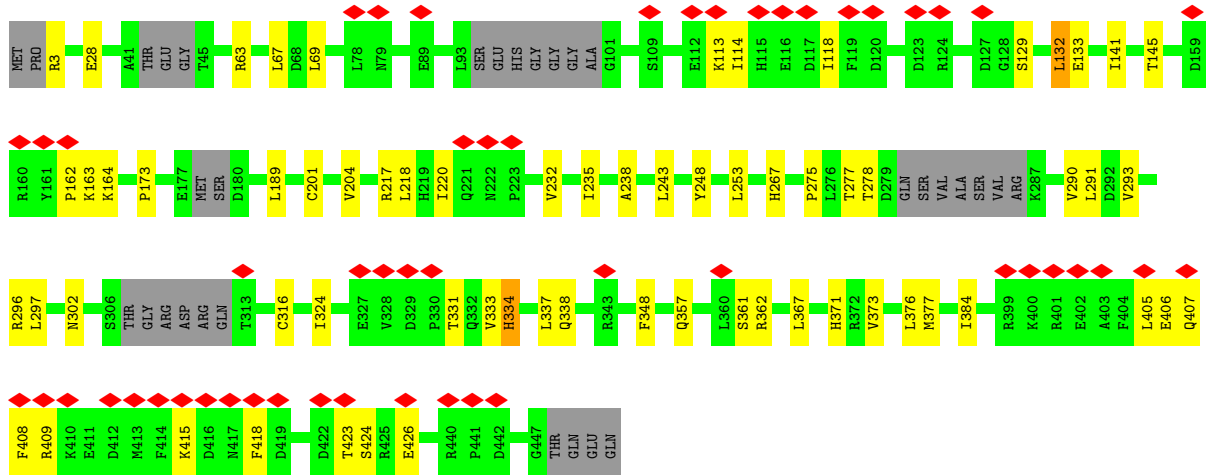 MET PRO R3 E28 A41 THR GLU GLY T45 R63 L67 D68 L69 L78 N79 E89 L93 SER GLU HIS GLY GLY GLY ALA G101 S109 E112 K113 I114 H115 E116 D117 I118 F119 D120 D123 R124 D127 G128 S129 L132 E133 I141 T145 D159
R160 Y161 P162 K163 K164 P173 E177 MET SER D180 L189 C201 V204 R217 L218 H219 I220 Q221 N222 P223 V232 I235 A238 L243 Y248 L253 H267 P275 L276 T277 T278 D279 GLN SER VAL ALA SER VAL ARG K287 V290 L291 D292 V293
R296 L297 N302 S306 THR GLY ARG ASP ARG GLN T313 C316 I324 E327 V328 D329 P330 T331 Q332 V333 H334 L337 Q338 R343 F348 Q357 L360 S361 R362 L367 H371 R372 V373 L376 M377 I384 R399 K400 R401 E402 A403 F404 L405 E406 Q407
F408 R409 K410 E411 D412 M413 F414 K415 D416 N417 F418 D419 D422 T423 S424 R425 E426 R440 P441 D442 G447 THR GLN GLU GLN